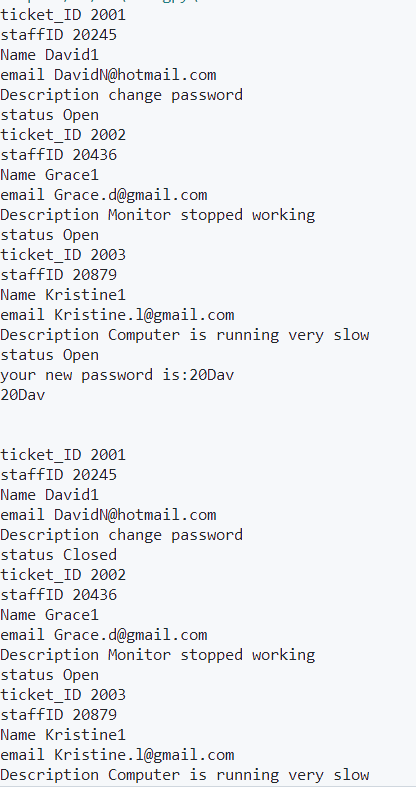 ticket_ID 2001
staffID 20245
Name David1
email DavidN@hotmail.com
Description change password
status Open
ticket_ID 2002
staffID 20436
Name Grace1
email Grace.d@gmail.com
Description Monitor stopped working
status Open
ticket_ID 2003
staffID 20879
Name Kristine1
email Kristine.l@gmail.com
Description Computer is running very slow
status Open
your new password is:20Dav
20Dav
ticket_ID 2001
staffID 20245
Name David1
email DavidN@hotmail.com
Description change password
status Closed
ticket_ID 2002
staffID 20436
Name Grace1
email Grace.d@gmail.com
Description Monitor stopped working
status Open
ticket_ID 2003
staffID 20879
Name Kristine1
email Kristine.l@gmail.com
Description Computer is running very slow